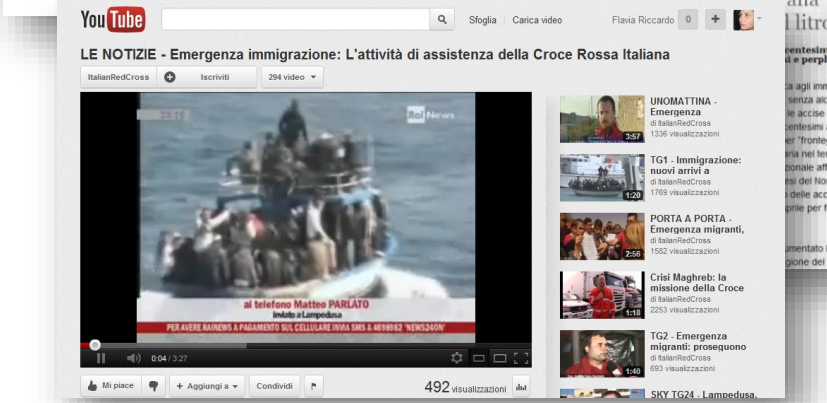 YouTube
Sfoglia | Carica video
Flavia Riccardo 0 +
LE NOTIZIE - Emergenza immigrazione: L'attività di assistenza della Croce Rossa Italiana
ItalianRedCross
Iscriviti
294 video
23:15
Rai News
al telefono Matteo PARLATO
Inviato a Lampedusa
PER AVERE RAINEWS A PAGAMENTO SUL CELLULARE INVIA SMS A 4898982 "NEWS24ON"
0:04 / 3:27
Mi piace
+ Aggiungi a
Condividi
492 visualizzazioni
UNOMATTINA -
Emergenza
di ItalianRedCross
1336 visualizzazioni
3:57
TG1 - Immigrazione:
nuovi arrivi a
di ItalianRedCross
1769 visualizzazioni
1:20
PORTA A PORTA -
Emergenza migranti,
di ItalianRedCross
1582 visualizzazioni
2:56
Crisi Maghreb: la
missione della Croce
di ItalianRedCross
2253 visualizzazioni
1:18
TG2 - Emergenza
migranti: proseguono
di ItalianRedCross
693 visualizzazioni
1:40
SKY TG24 - Lampedusa,